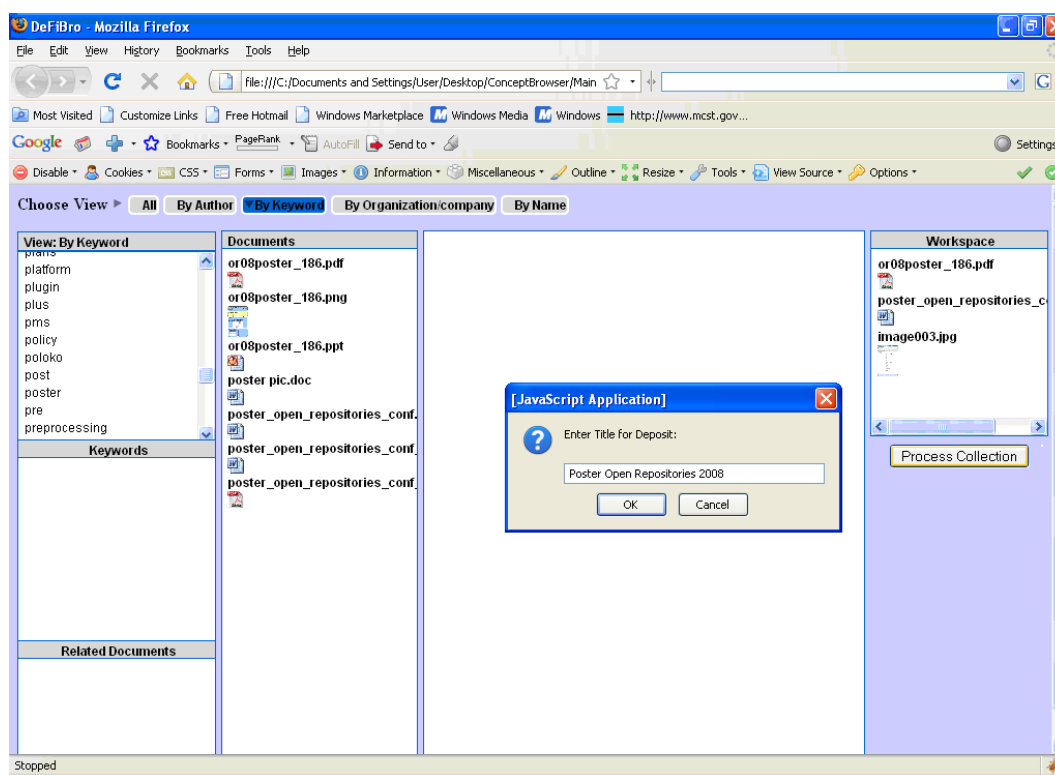 DeFiBro - Mozilla Firefox
File Edit View History Bookmarks Tools Help
file:///C:/Documents and Settings/User/Desktop/ConceptBrowser/Main
G
Most Visited Customize Links Free Hotmail Windows Marketplace Windows Media Windows http://www.mcst.gov...
Google Bookmarks PageRank AutoFill Send to Settings
Disable Cookies CSS Forms Images Information Miscellaneous Outline Resize Tools View Source Options
Choose View All By Author By Keyword By Organization/company By Name
View: By Keyword
plans
platform
plugin
plus
pms
policy
poloko
post
poster
pre
preprocessing
Keywords
Related Documents
Documents
or08poster_186.pdf
or08poster_186.png
or08poster_186.ppt
poster pic.doc
poster_open_repositories_conf.
poster_open_repositories_conf_
poster_open_repositories_conf_
[JavaScript Application]
Enter Title for Deposit:
Poster Open Repositories 2008
OK Cancel
Workspace
or08poster_186.pdf
poster_open_repositories_c
image003.jpg
Process Collection
Stopped